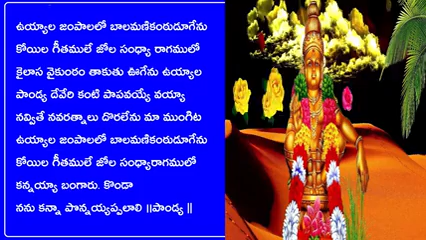 ఉయ్యాల జంపాలలో బాలమణికంఠుడూగేను
కోయిల గీతములే జోల సంధ్యా రాగములో
కైలాస వైకుంఠం తాకుతు ఊగేను ఉయ్యాల
పాండ్య దేవేరి కంటి పాపవయ్యే వయ్యా
నవ్వితే నవరత్నాలు దొరలేను మా ముంగిట
ఉయ్యాల జంపాలలో బాలమణికంఠుడూగేను
కోయిల గీతములే జోల సంధ్యారాగములో
కన్నయ్యా బంగారు. కొండా
నను కన్నా పొన్నయ్యప్పలాలి ||పాండ్య ||